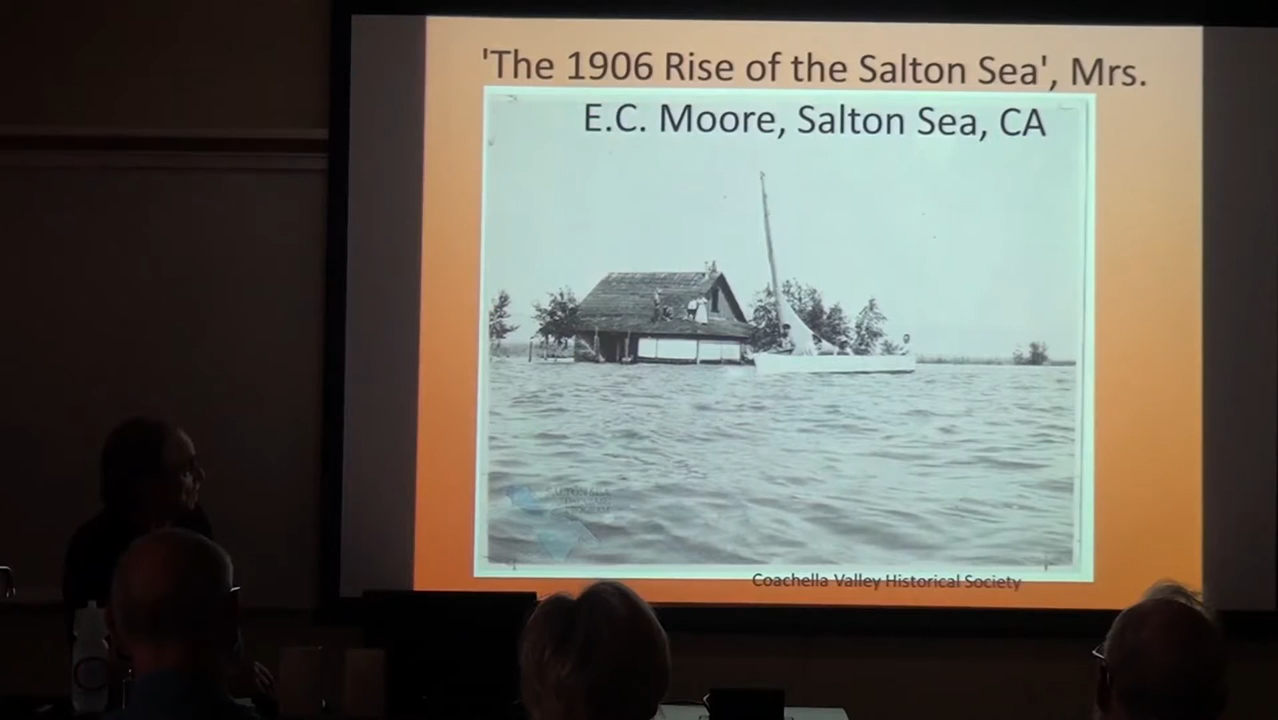 'The 1906 Rise of the Salton Sea', Mrs.
E.C. Moore, Salton Sea, CA
Coachella Valley Historical Society